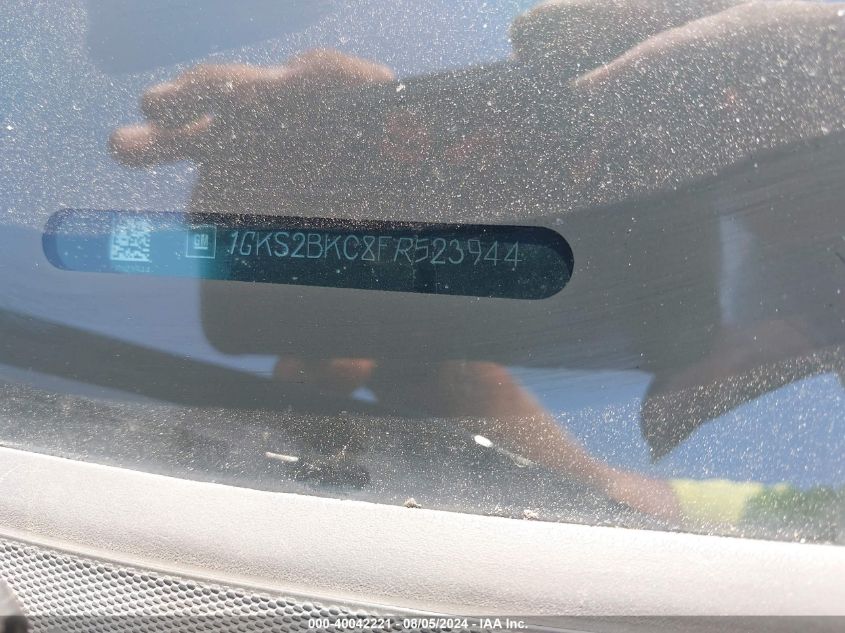 GM 1GKS2BKC8FR523944
000-40042221 - 08/05/2024 - IAA Inc.